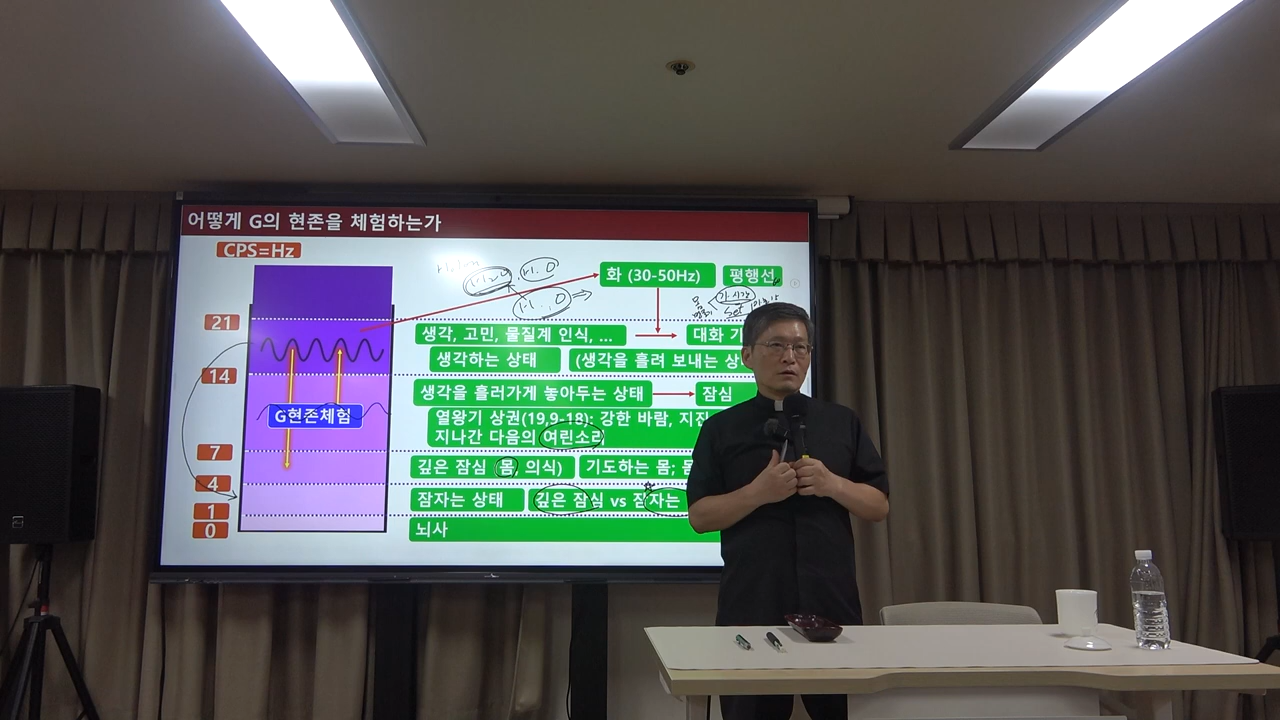 어떻게 G의 현존을 체험하는가
CPS=Hz
화 (30-50Hz) 평행선
21
생각, 고민, 물질계 인식, ... 대화
생각하는 상태 (생각을 흘려 보내는
14
생각을 흘러가게 놓아두는 상태 잠심
G현존체험
열왕기 상권(19,9-18): 강한 바람, 지진
지나간 다음의 여린소리
7
깊은 잠심 (몸, 의식) 기도하는 몸;
4
잠자는 상태 깊은 잠심 vs 잠자는
1
0
뇌사